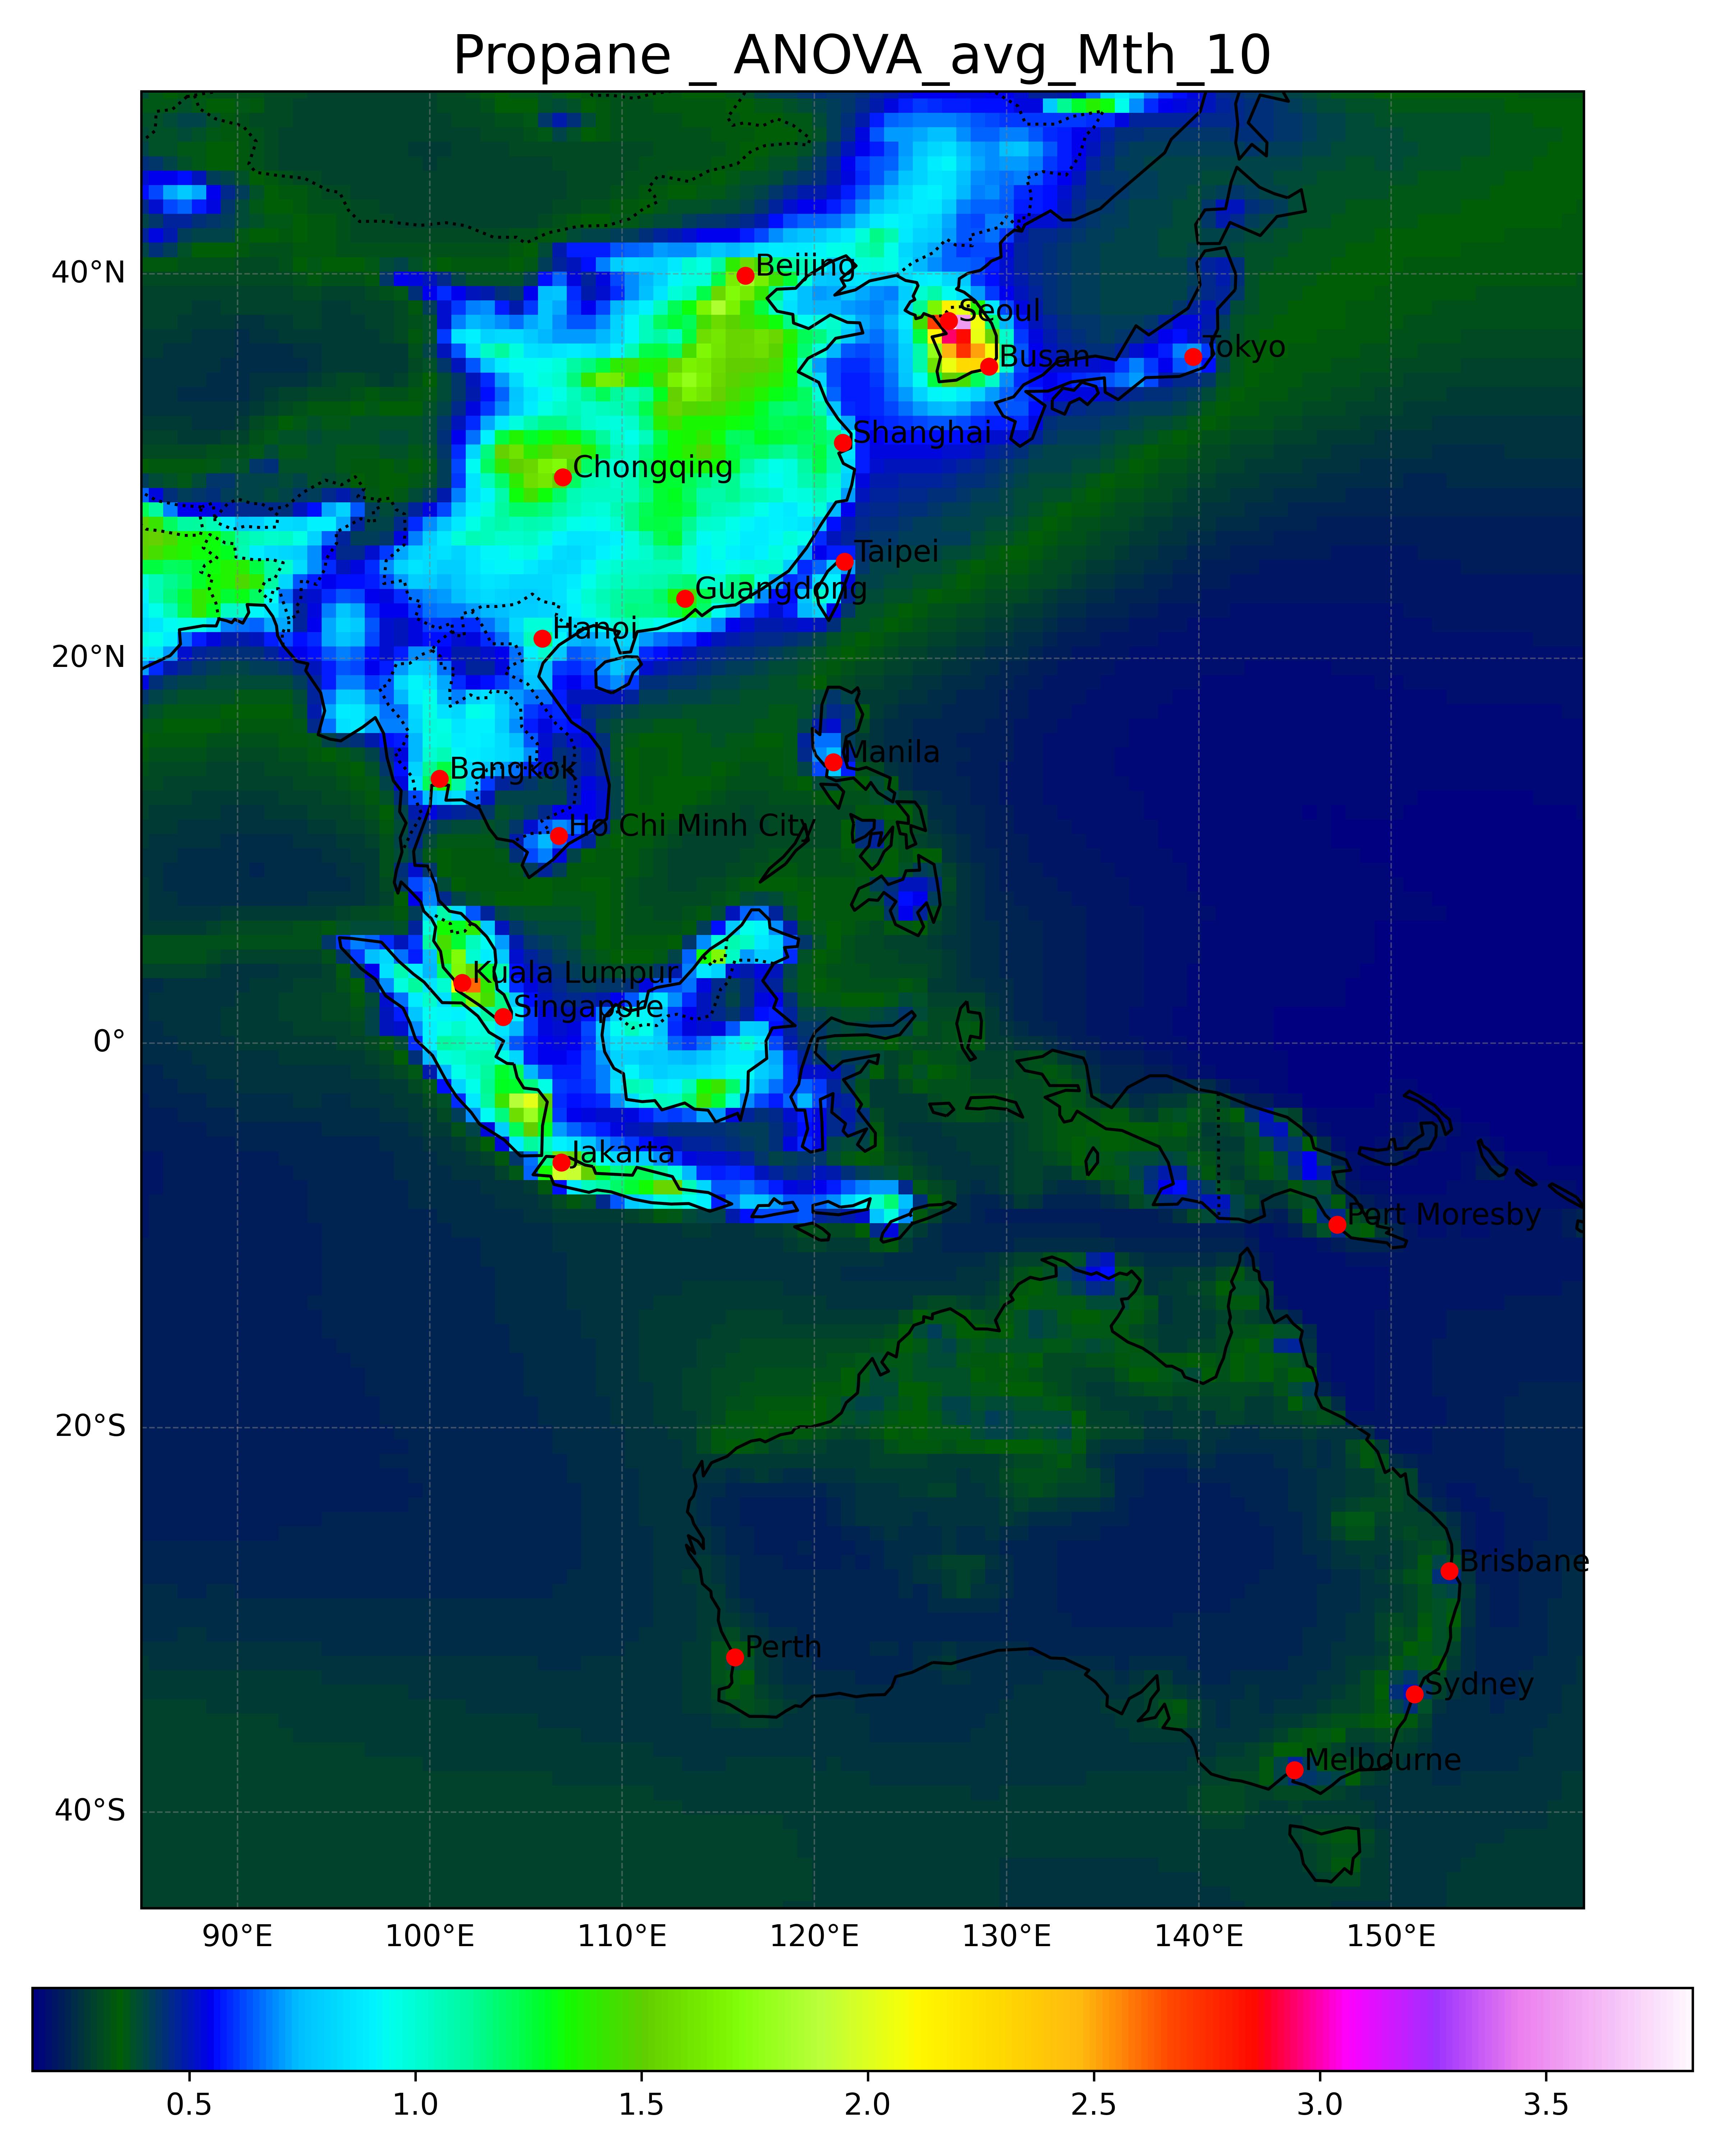 Propane _ ANOVA_avg_Mth_10
40°N
20°N
0°
20°S
40°S
Beijing
Seoul
Busan
Tokyo
Shanghai
Chongqing
Taipei
Guangdong
Hanoi
Manila
Bangkok
Ho Chi Minh City
Kuala Lumpur
Singapore
Jakarta
Port Moresby
Brisbane
Perth
Sydney
Melbourne
90°E 100°E 110°E 120°E 130°E 140°E 150°E
0.5 1.0 1.5 2.0 2.5 3.0 3.5